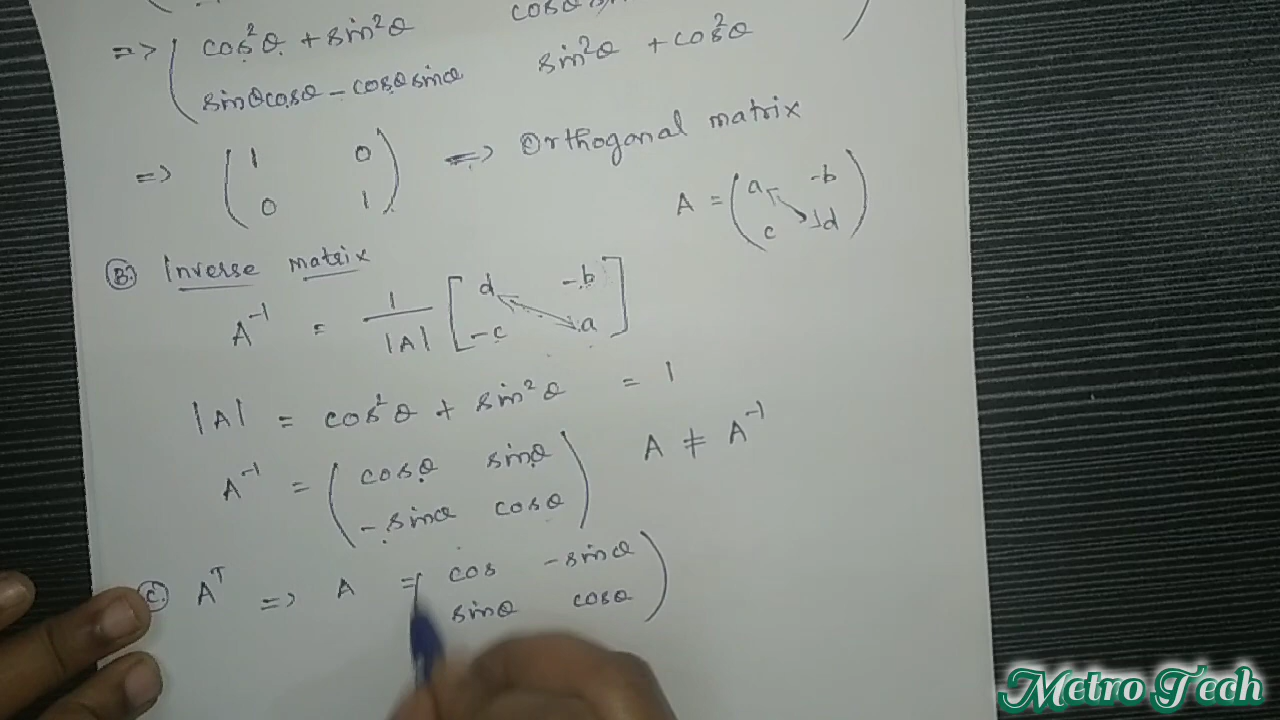 => ( cos²θ + sin²θ cosθ
sinθcosθ – cosθsinθ sin²θ + cos²θ )
=> ( 1 0 => Orthogonal matrix
0 1 )
A = ( a -b
c d )
(B.) Inverse matrix
A⁻¹ = 1/|A| [ d -b
-c a ]
|A| = cos²θ + sin²θ = 1
A⁻¹ = ( cosθ sinθ A ≠ A⁻¹
-sinθ cosθ )
(C.) Aᵀ => A = ( cos -sinθ
sinθ cosθ )
Metro Tech